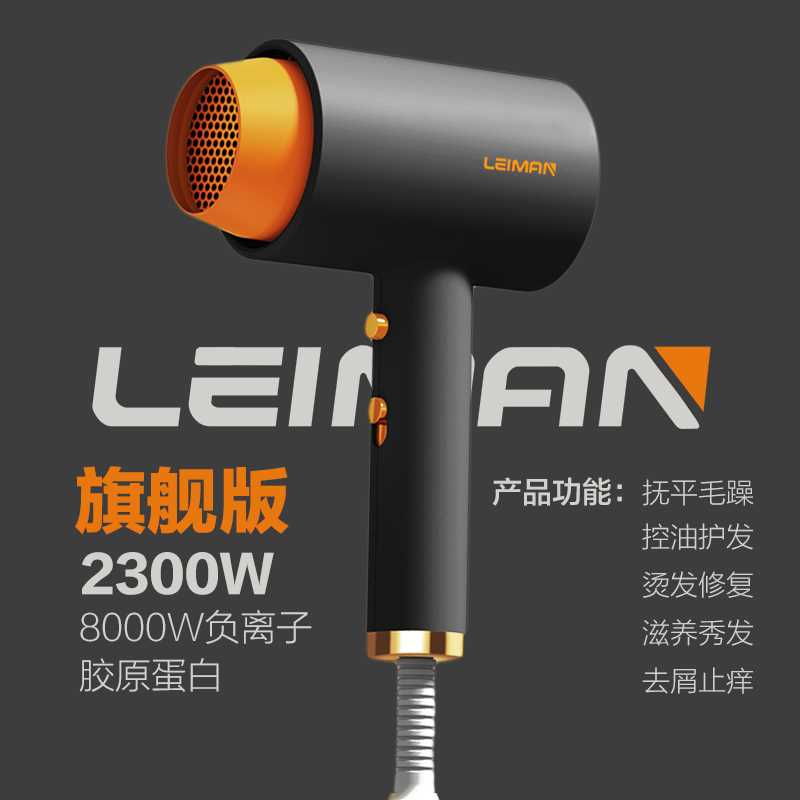 LEIMAN
LEIMAN
旗舰版
2300W
8000W负离子
胶原蛋白
产品功能：抚平毛躁
控油护发
烫发修复
滋养秀发
去屑止痒